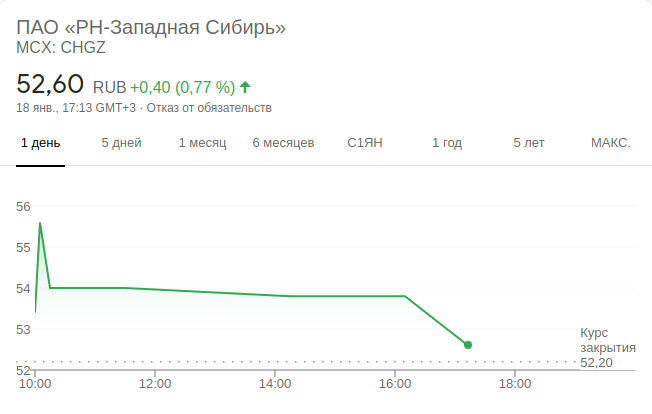 ПАО «РН-Западная Сибирь»
MCX: CHGZ
52,60 RUB +0,40 (0,77 %)
18 янв., 17:13 GMT+3 · Отказ от обязательств
1 день 5 дней 1 месяц 6 месяцев С1ЯН 1 год 5 лет МАКС.
56
55
54
53
Курс
закрытия
52,20
52
10:00 12:00 14:00 16:00 18:00